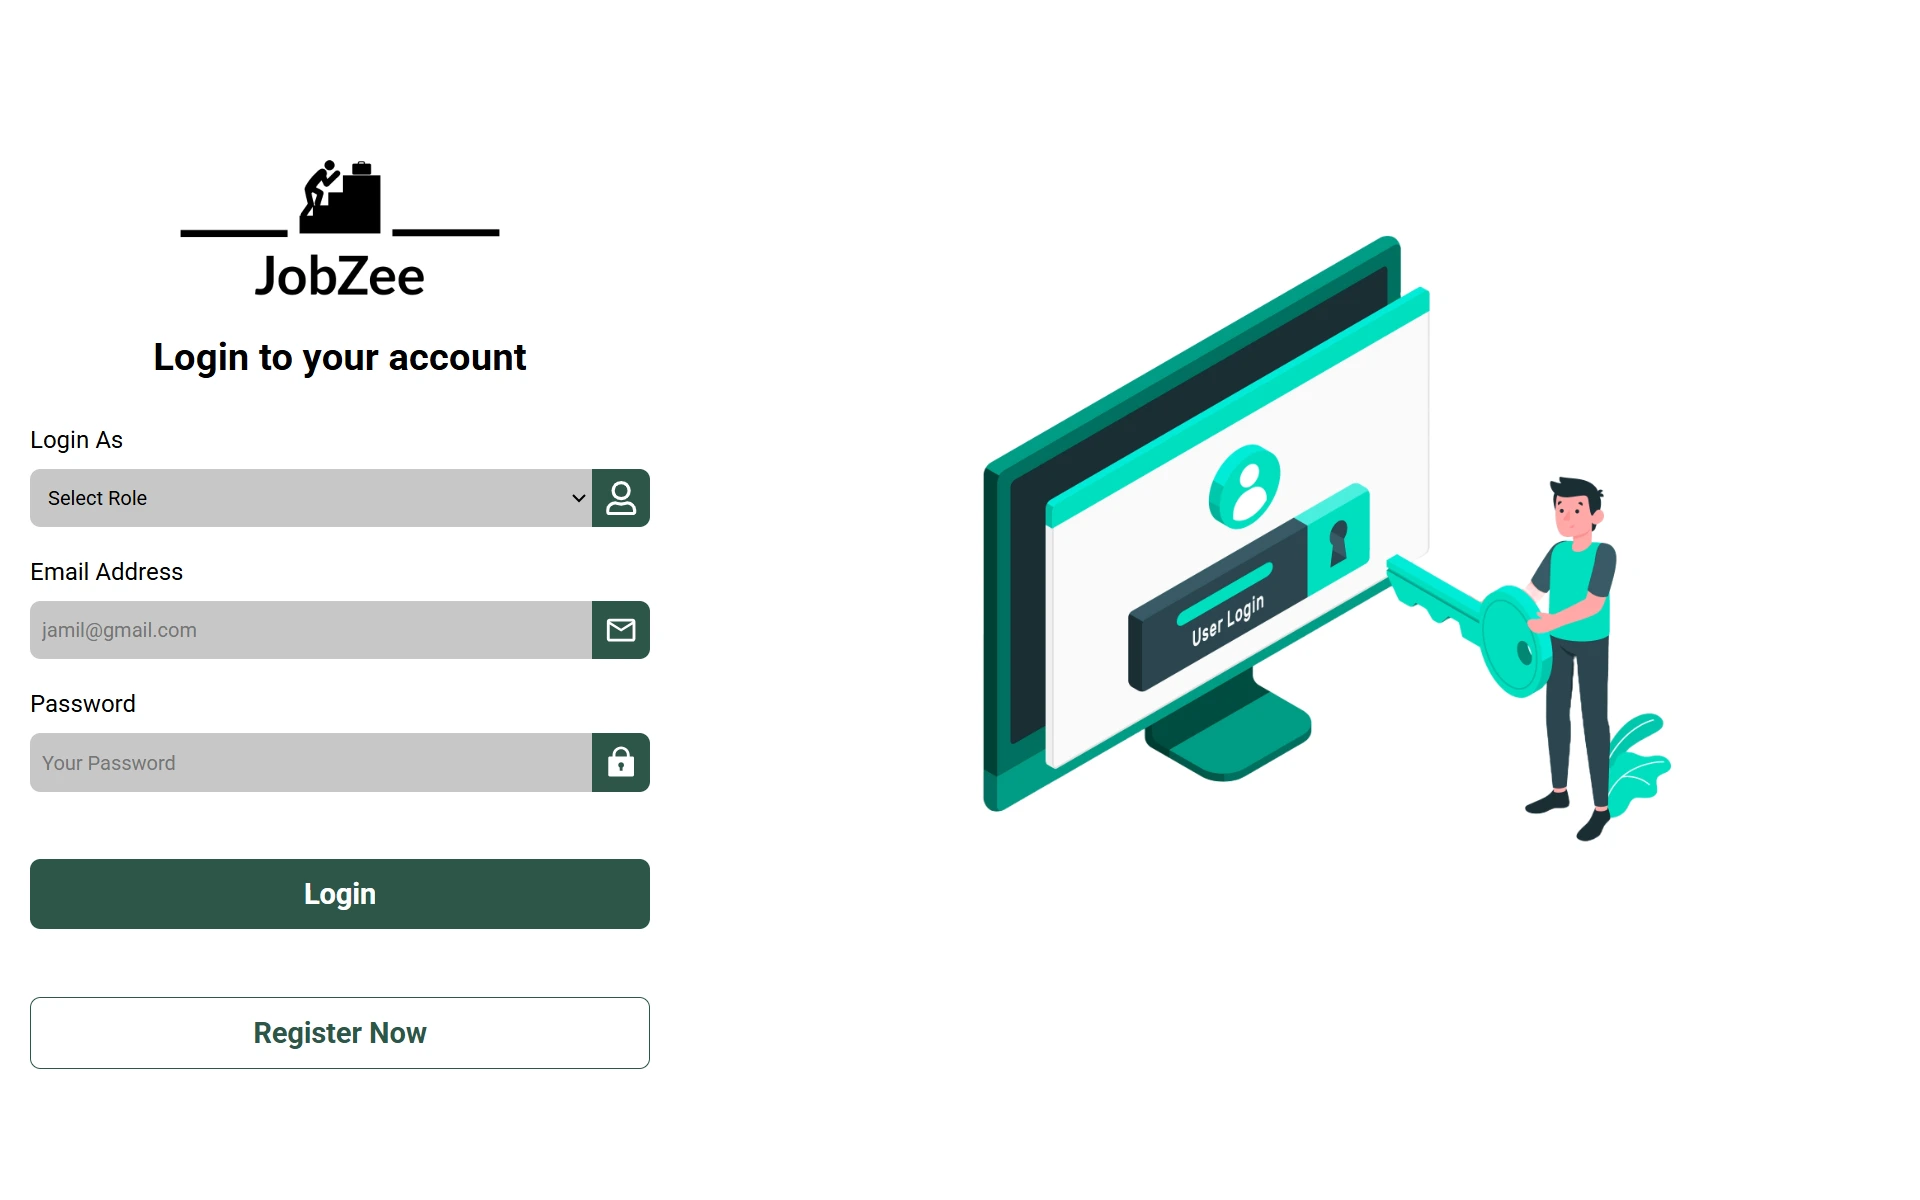 JobZee
Login to your account
Login As
Select Role
Email Address
jamil@gmail.com
Password
Your Password
Login
Register Now
User Login